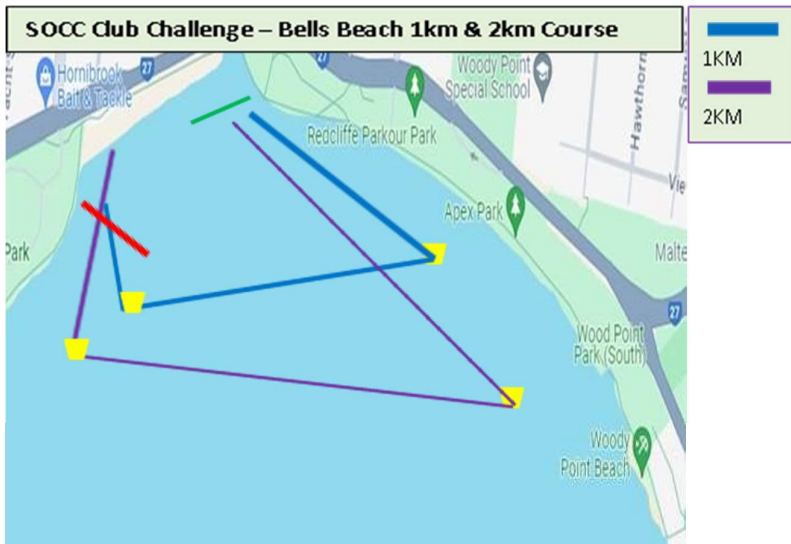 SOCC Club Challenge – Bells Beach 1km & 2km Course
1KM
2KM
27
Hornibrook
Bait & Tackle
27
Woody Point
Special School
Redcliffe Parkour Park
Hawthorn
Apex Park
Vie
Park
Malte
27
Wood Point
Park (South)
Woody
Point Beach